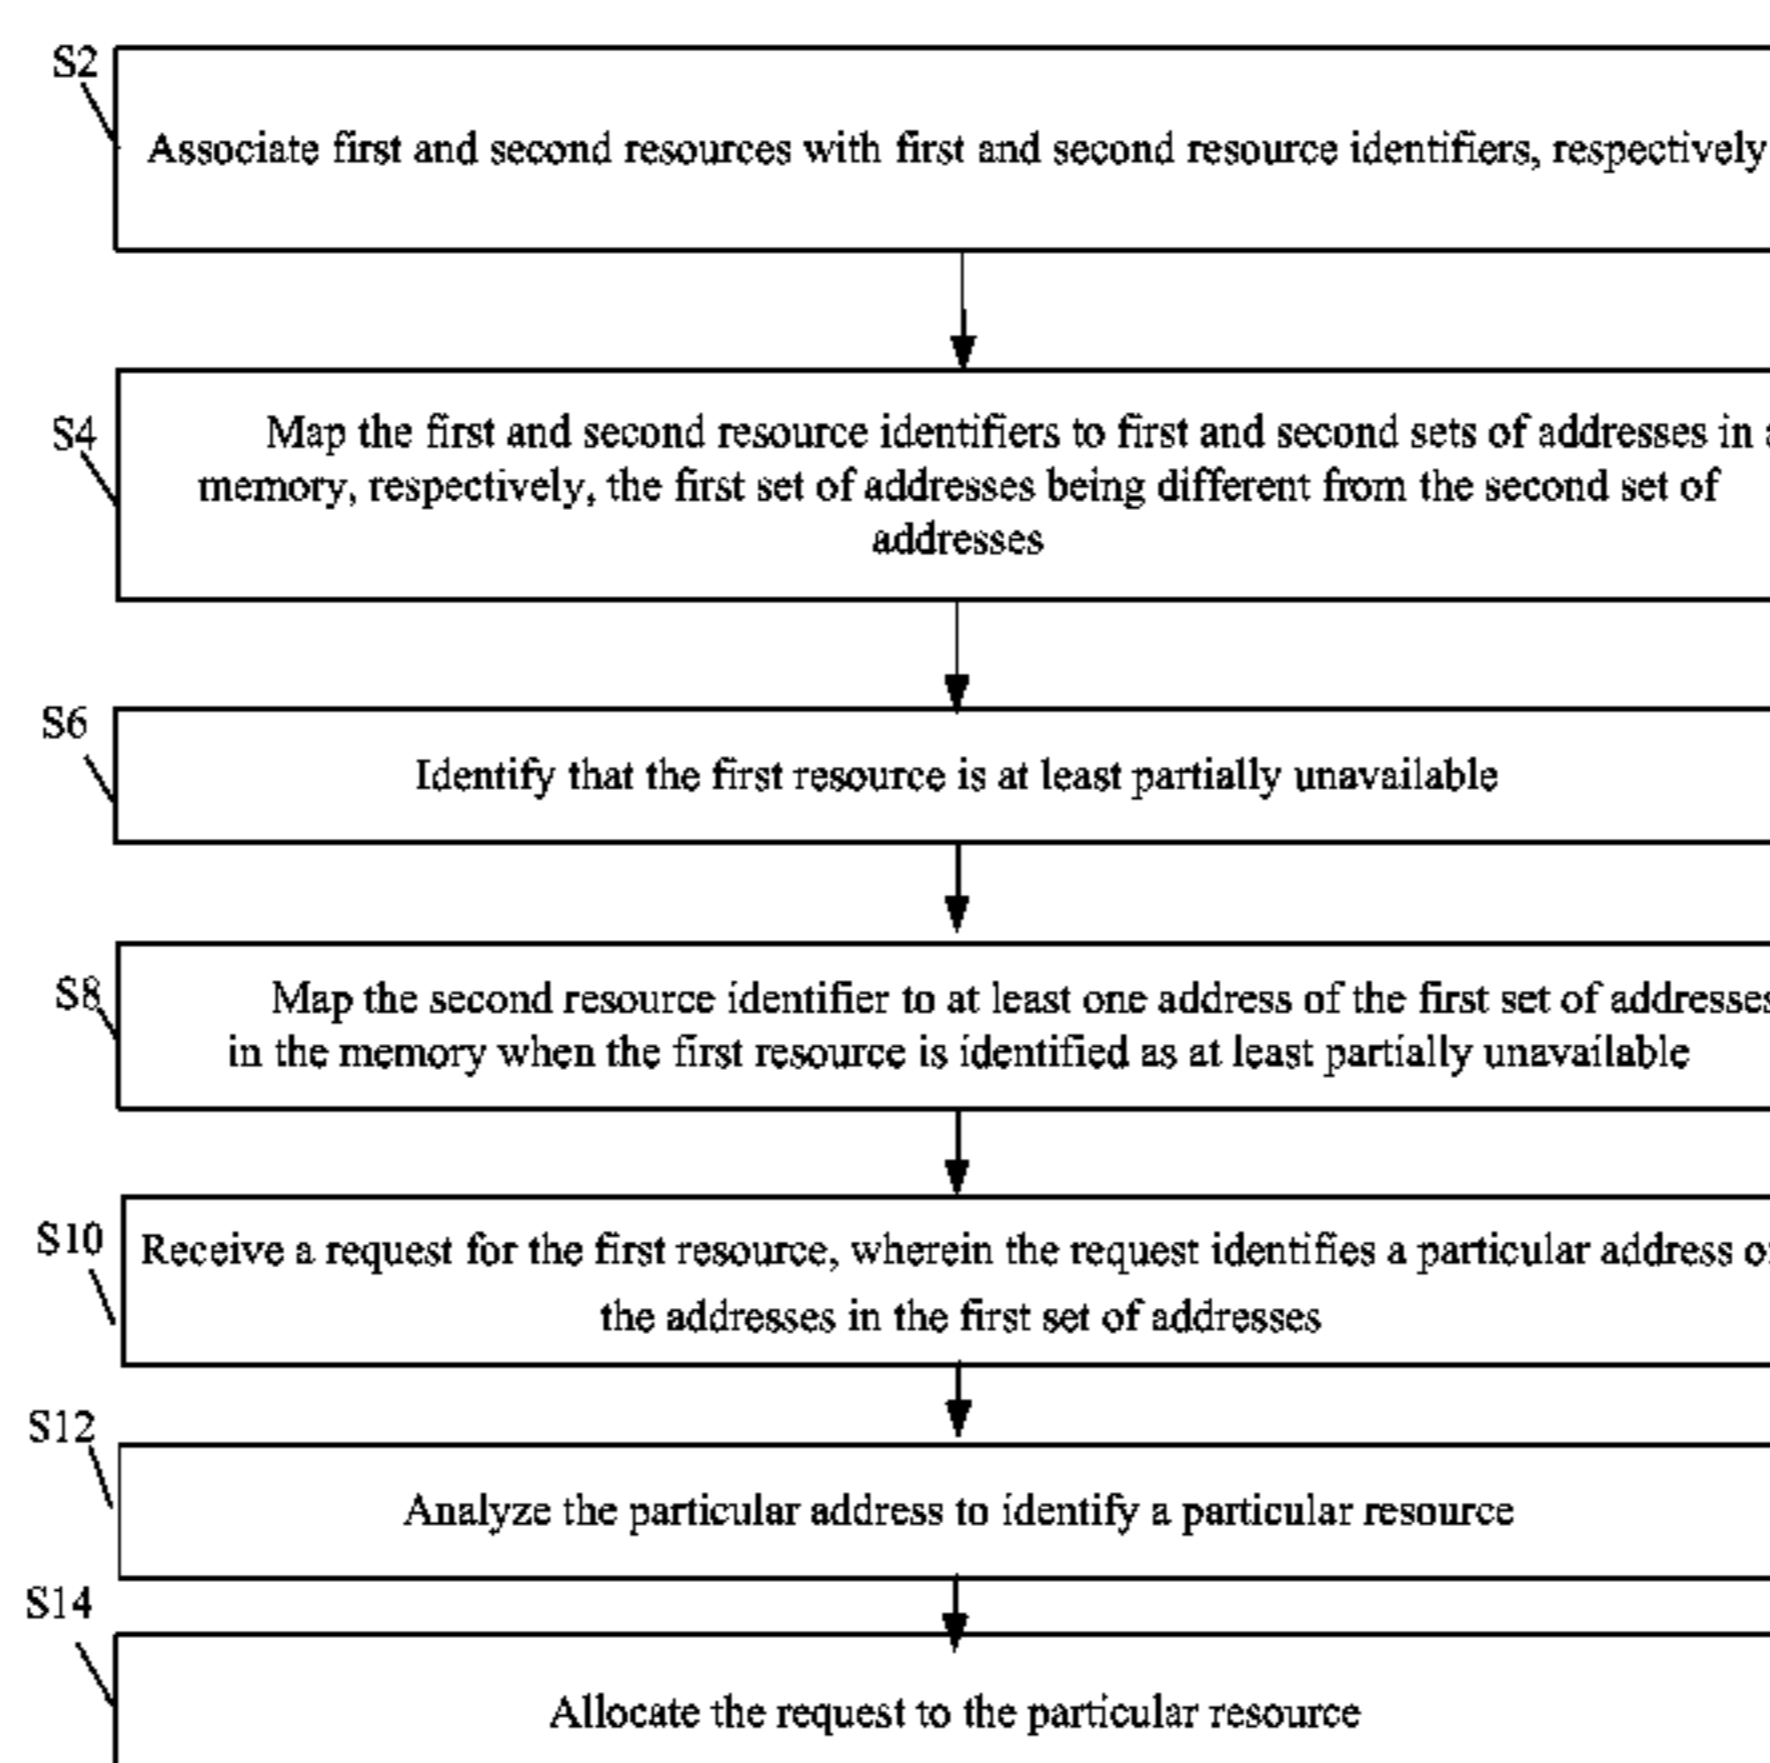 S2
Associate first and second resources with first and second resource identifiers, respectively
S4
Map the first and second resource identifiers to first and second sets of addresses in
memory, respectively, the first set of addresses being different from the second set of
addresses
S6
Identify that the first resource is at least partially unavailable
S8
Map the second resource identifier to at least one address of the first set of addresses
in the memory when the first resource is identified as at least partially unavailable
S10
Receive a request for the first resource, wherein the request identifies a particular address
the addresses in the first set of addresses
S12
Analyze the particular address to identify a particular resource
S14
Allocate the request to the particular resource